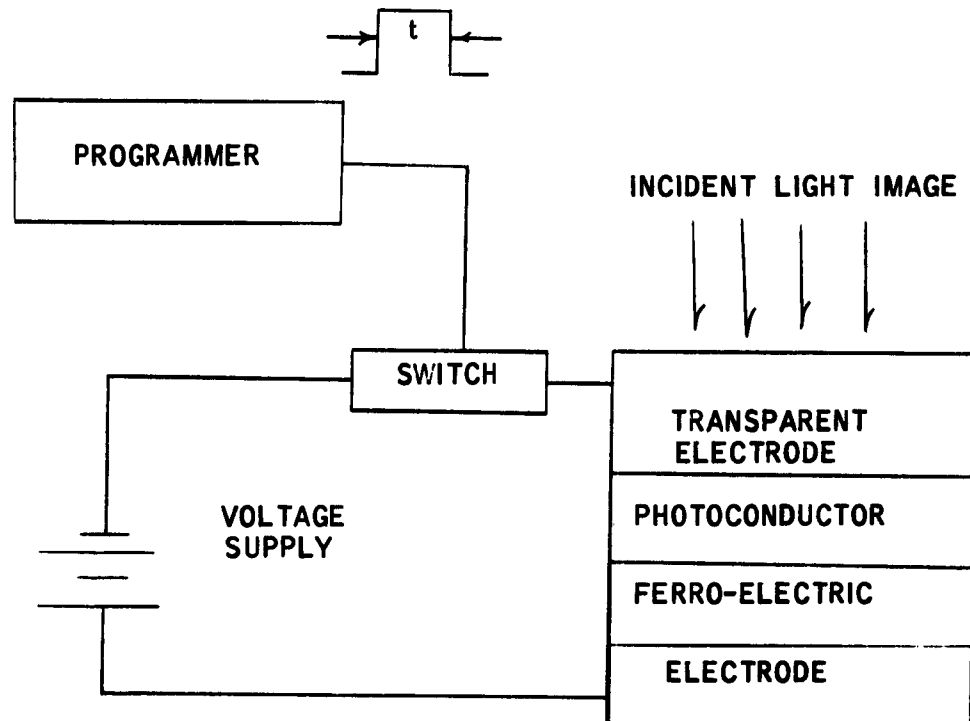 t
PROGRAMMER
INCIDENT LIGHT IMAGE
SWITCH
TRANSPARENT
ELECTRODE
VOLTAGE
SUPPLY
PHOTOCONDUCTOR
FERRO-ELECTRIC
ELECTRODE